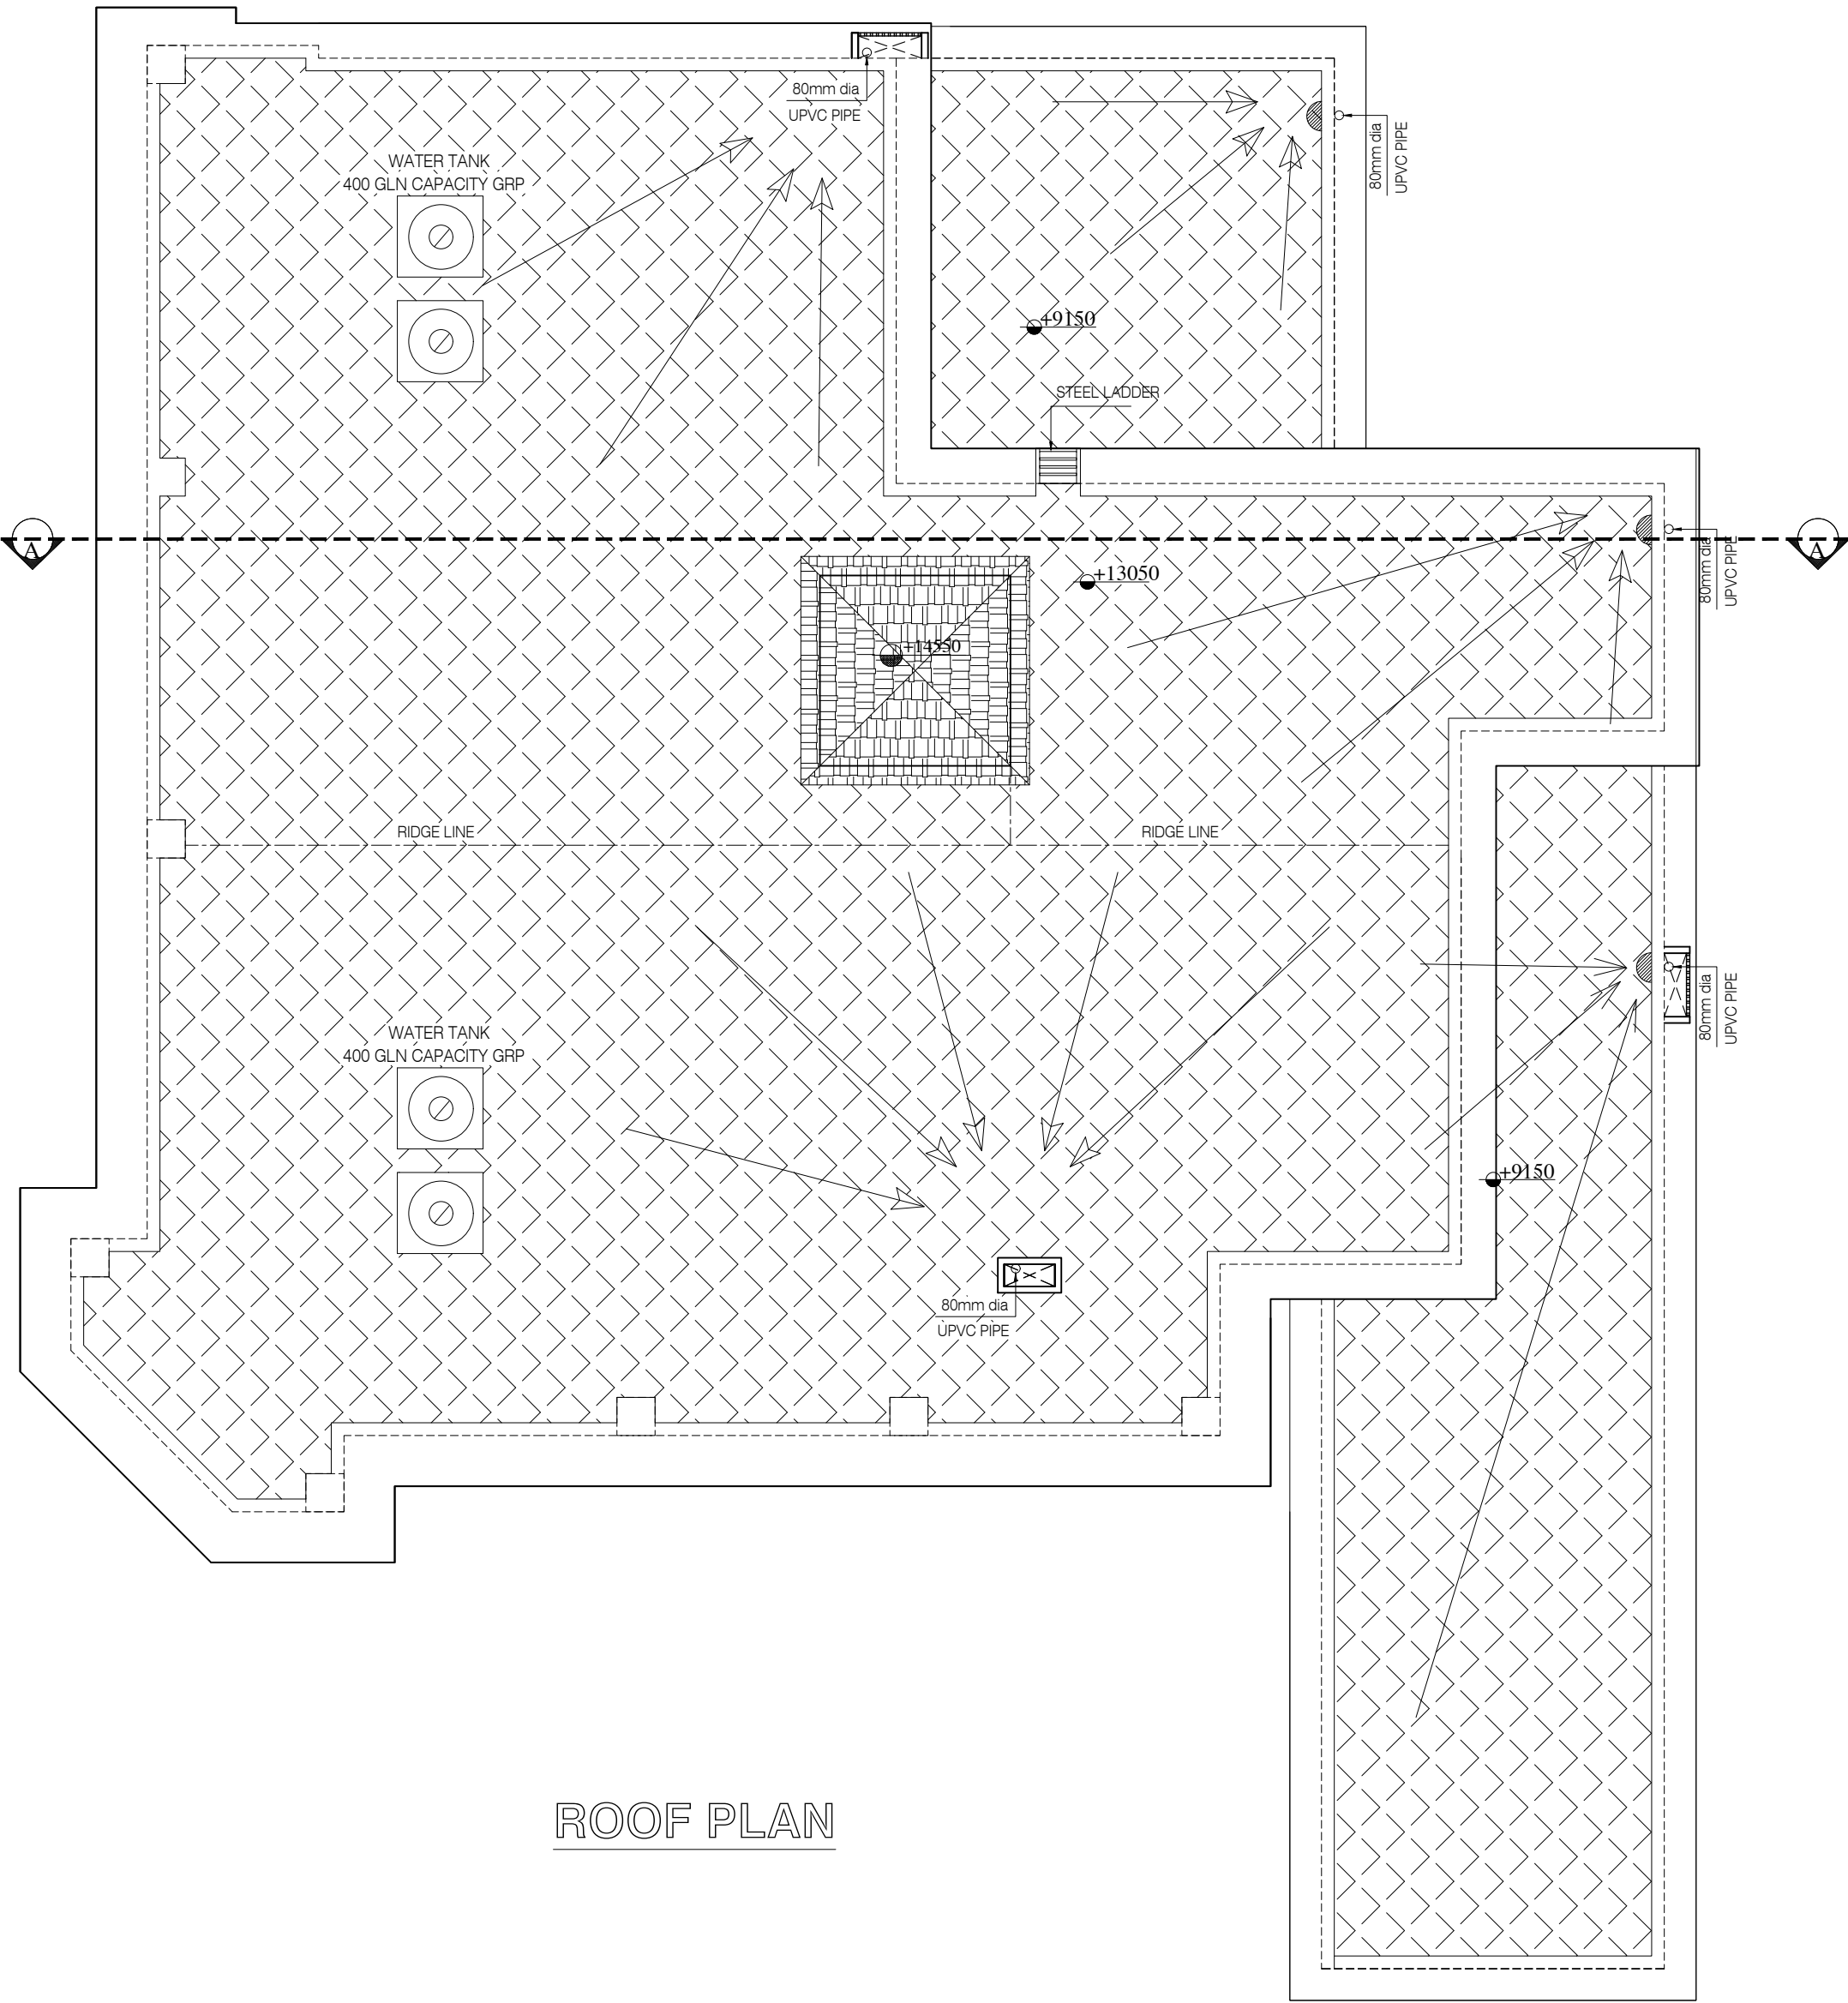 80mm dia
UPVC PIPE
80mm dia
UPVC PIPE
WATER TANK
400 GLN CAPACITY GRP
+9150
STEEL LADDER
A
A
80mm dia
UPVC PIPE
+13050
+14550
RIDGE LINE
RIDGE LINE
80mm dia
UPVC PIPE
WATER TANK
400 GLN CAPACITY GRP
+9150
80mm dia
UPVC PIPE
ROOF PLAN